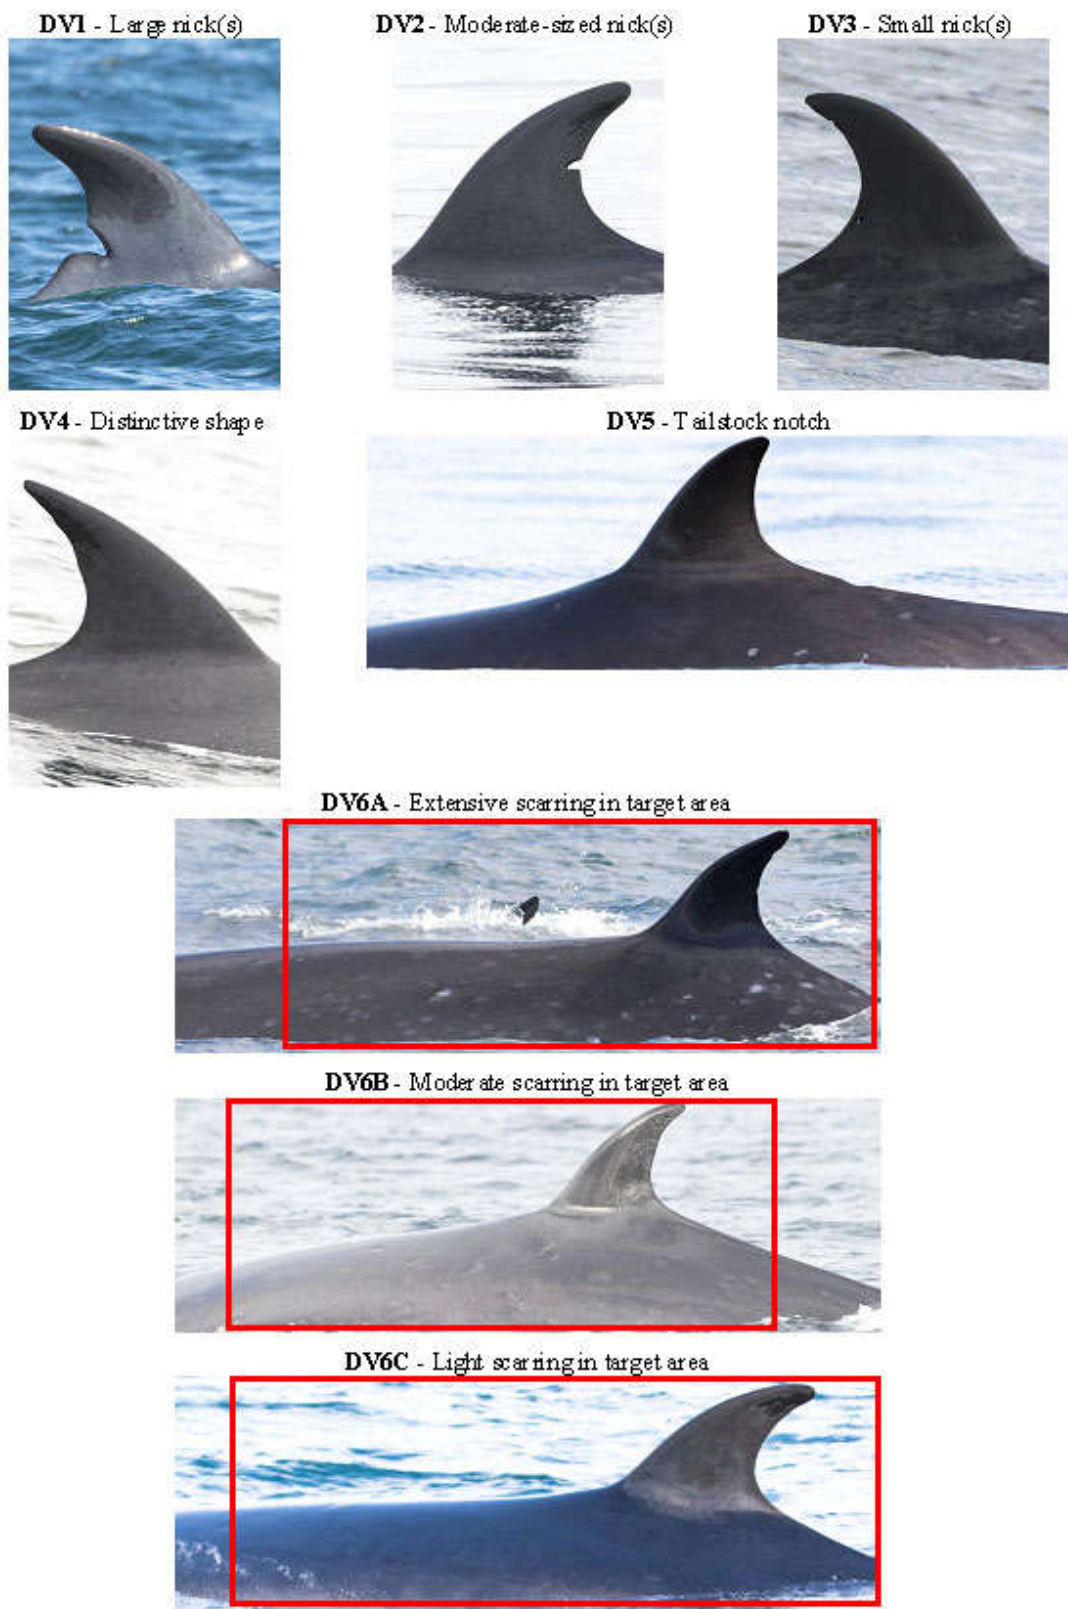 DV1 - Large nick(s)
DV2 - Moderate-sized nick(s)
DV3 - Small nick(s)
DV4 - Distinctive shape
DV5 - Tailstock notch
DV6A - Extensive scarring in target area
DV6B - Moderate scarring in target area
DV6C - Light scarring in target area